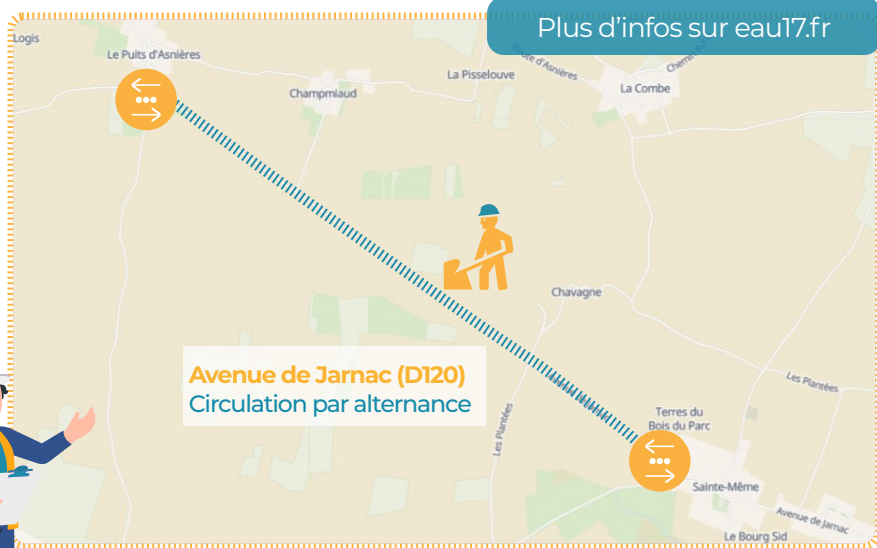 Plus d'infos sur eau17.fr
Logis
Le Puits d'Asnières
Route d'Asnières
La Pisselouve
La Combe
Champmiaud
Chavagne
Avenue de Jarnac (D120)
Circulation par alternance
Les Plantées
Les Plantées
Terres du
Bois du Parc
Sainte-Même
Avenue de Jarnac
Le Bourg Sid